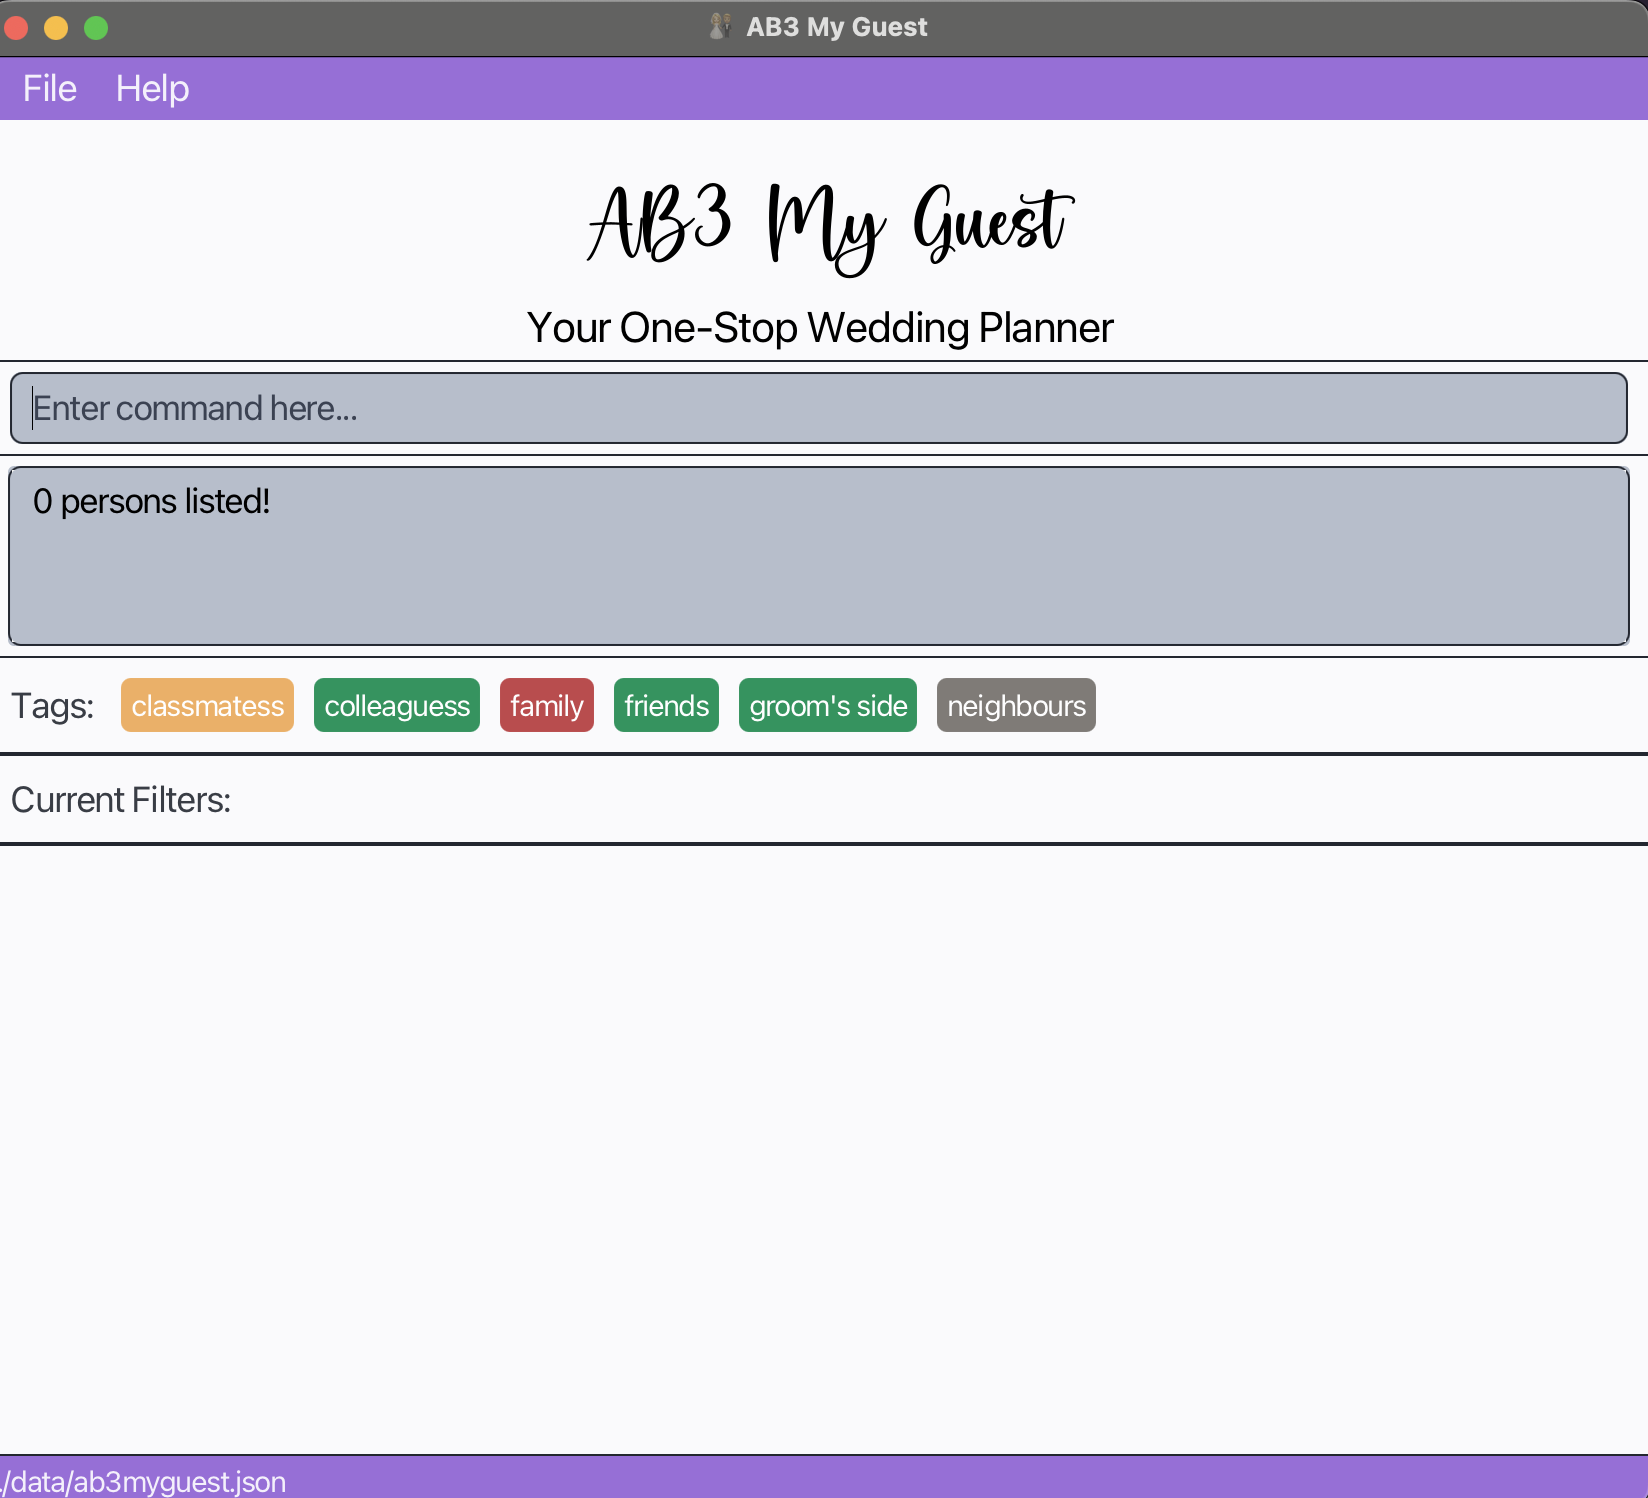 AB3 My Guest
File Help
AB3 My Guest
Your One-Stop Wedding Planner
Enter command here...
0 persons listed!
Tags: classmatess colleaguess family friends groom's side neighbours
Current Filters:
./data/ab3myguest.json